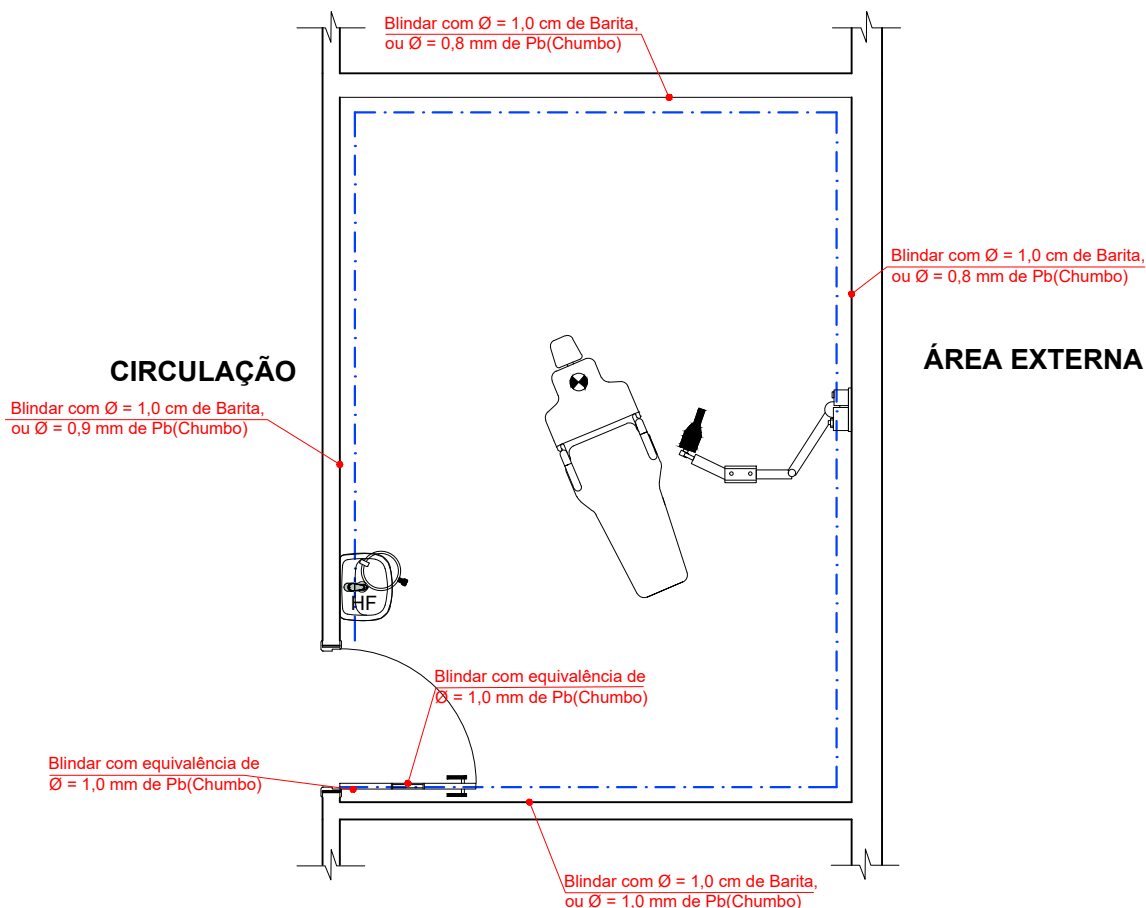 Blindar com Ø = 1,0 cm de Barita,
ou Ø = 0,8 mm de Pb(Chumbo)
Blindar com Ø = 1,0 cm de Barita,
ou Ø = 0,8 mm de Pb(Chumbo)
ÁREA EXTERNA
CIRCULAÇÃO
Blindar com Ø = 1,0 cm de Barita,
ou Ø = 0,9 mm de Pb(Chumbo)
HF
Blindar com equivalência de
Ø = 1,0 mm de Pb(Chumbo)
Blindar com equivalência de
Ø = 1,0 mm de Pb(Chumbo)
Blindar com Ø = 1,0 cm de Barita,
ou Ø = 1,0 mm de Pb(Chumbo)